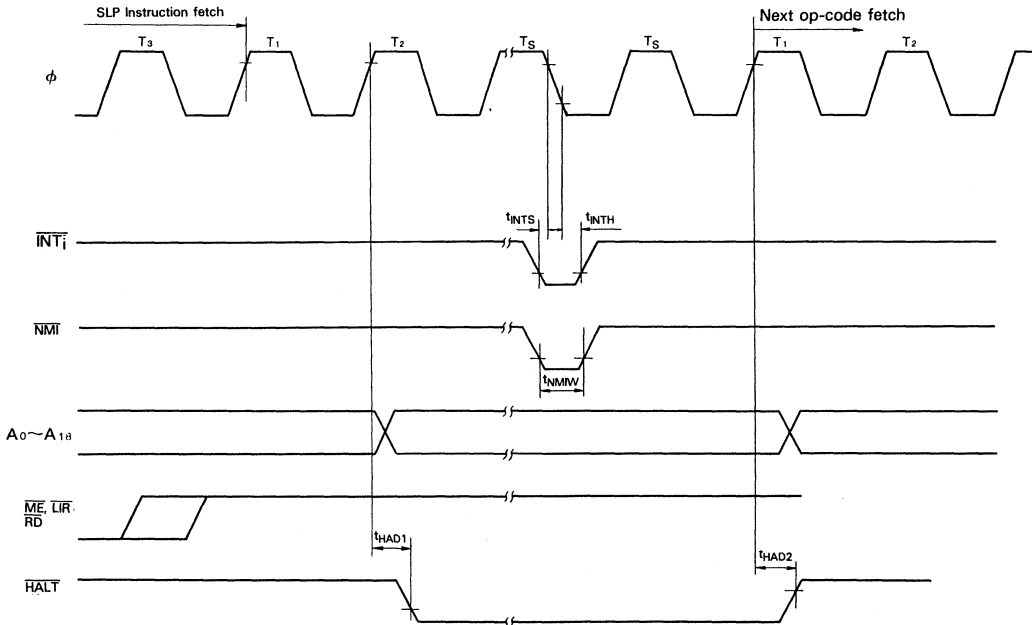 SLP Instruction fetch
Next op-code fetch
T3 T1 T2 TS TS T1 T2
ϕ
tINTS tINTH
INTi
NMI
tNMIW
A0~A18
ME, LIR
RD
tHAD1
tHAD2
HALT